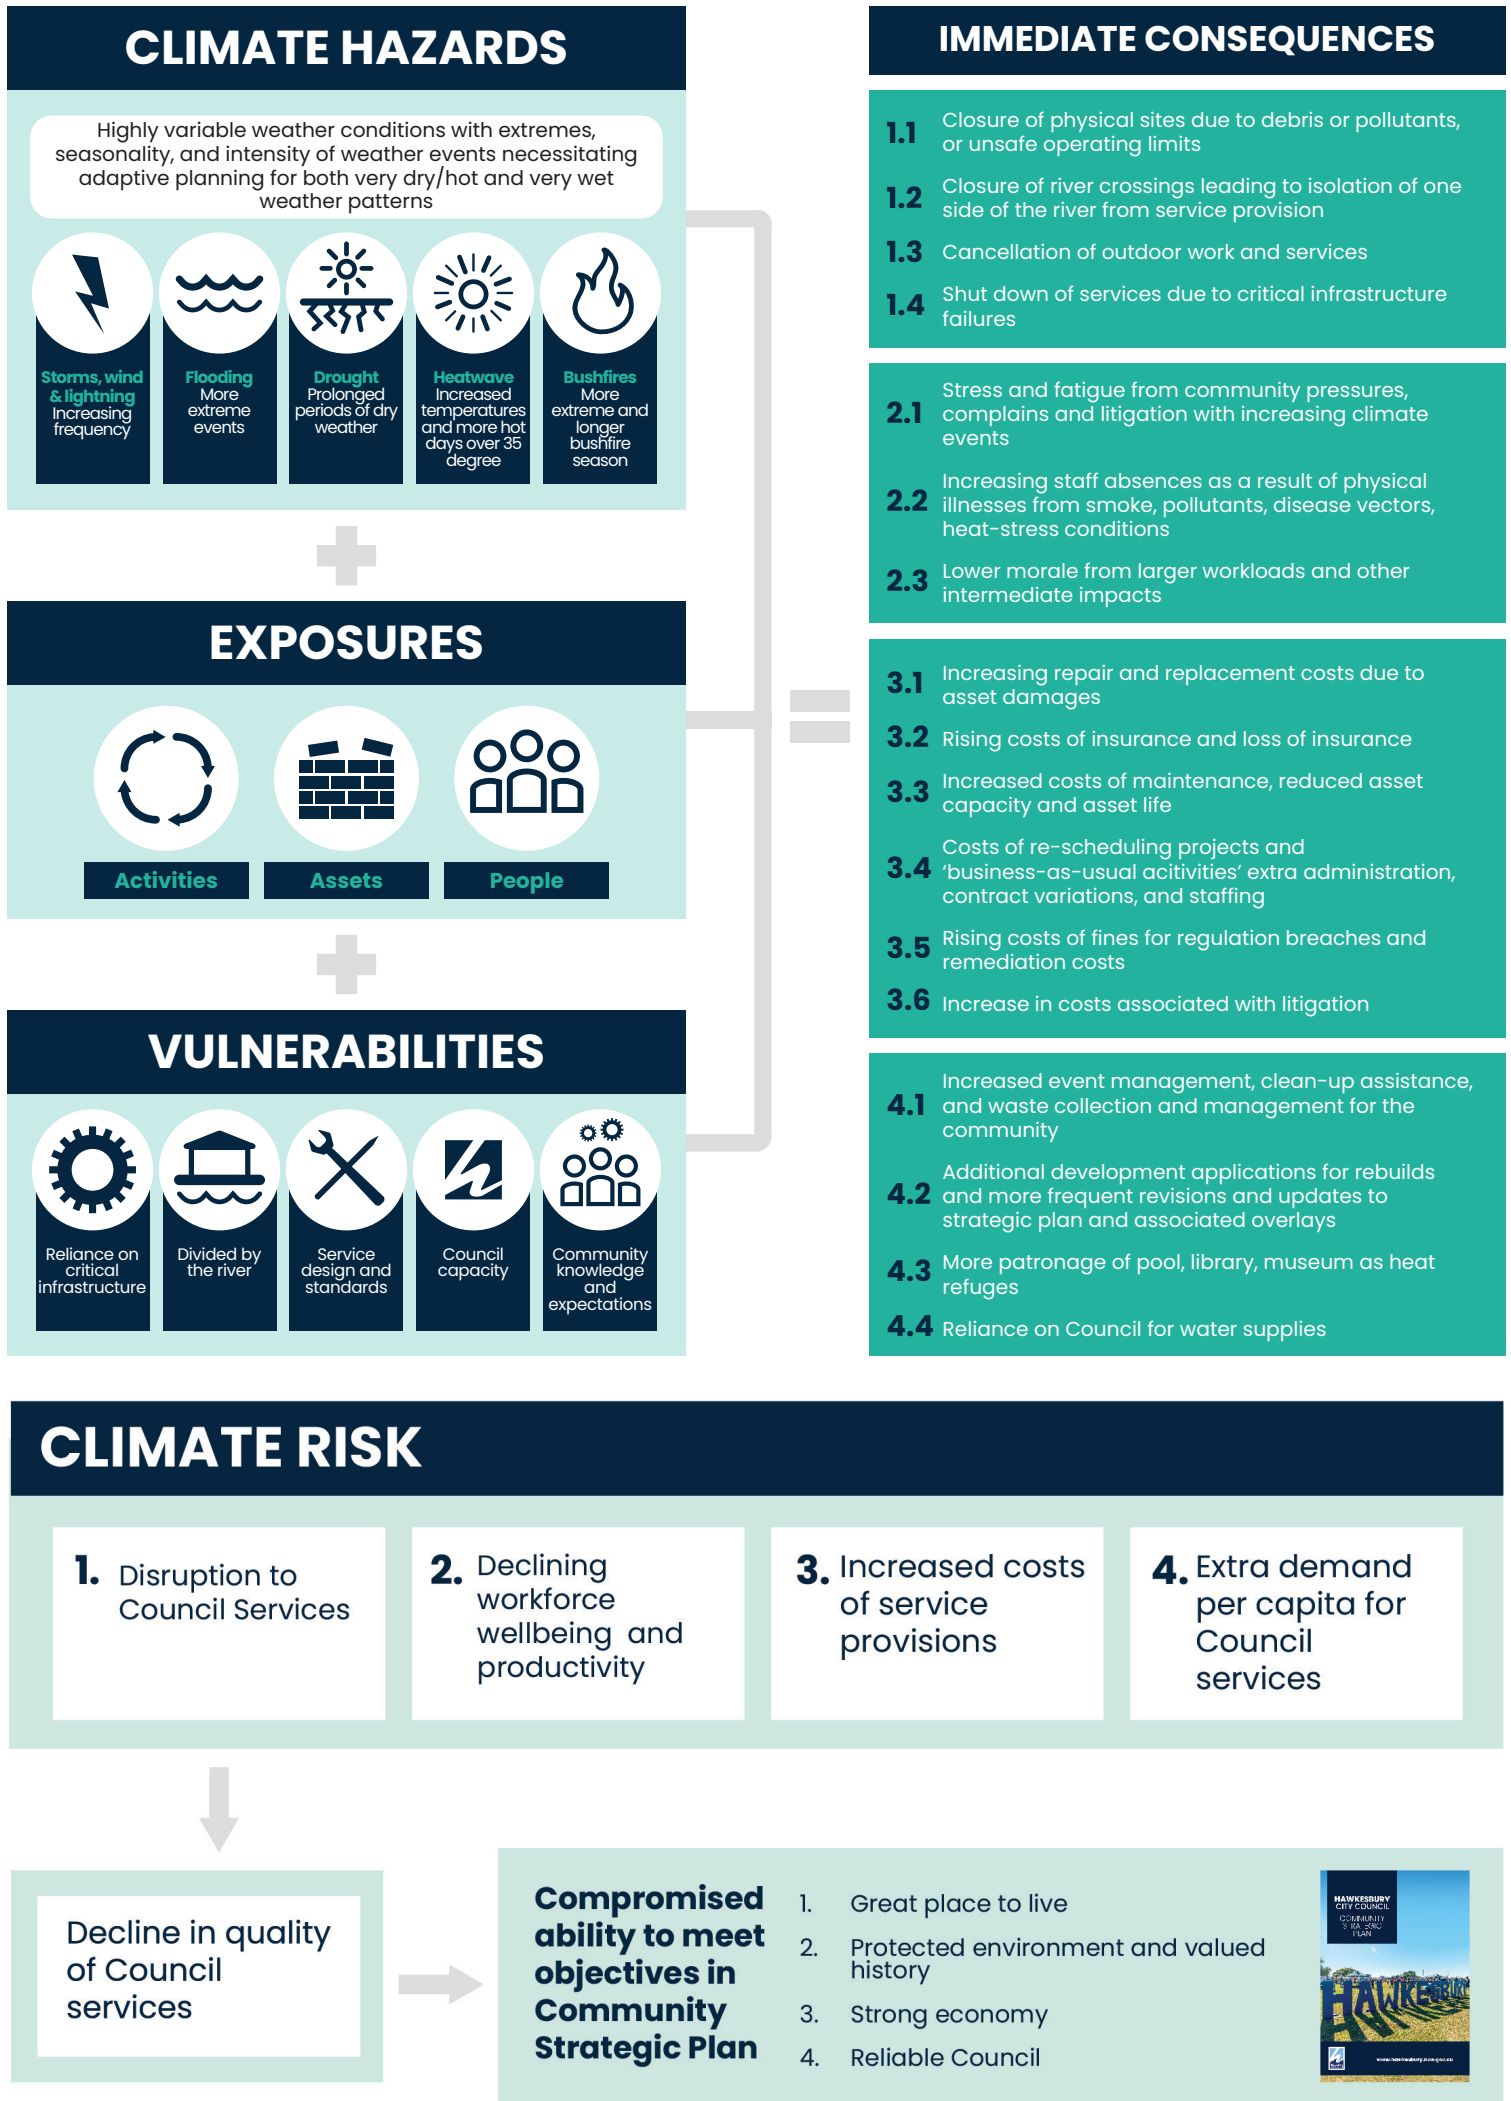 CLIMATE HAZARDS
Highly variable weather conditions with extremes,
seasonality, and intensity of weather events necessitating
adaptive planning for both very dry/hot and very wet
weather patterns
Storms, wind
& lightning
Increasing
frequency
Flooding
More
extreme
events
Drought
Prolonged
periods of dry
weather
Heatwave
Increased
temperatures
and more hot
days over 35
degree
Bushfires
More
extreme and
longer
bushfire
season
EXPOSURES
Activities
Assets
People
VULNERABILITIES
Reliance on
critical
infrastructure
Divided by
the river
Service
design and
standards
Council
capacity
Community
knowledge
and
expectations
IMMEDIATE CONSEQUENCES
1.1 Closure of physical sites due to debris or pollutants,
or unsafe operating limits
1.2 Closure of river crossings leading to isolation of one
side of the river from service provision
1.3 Cancellation of outdoor work and services
1.4 Shut down of services due to critical infrastructure
failures
2.1 Stress and fatigue from community pressures,
complains and litigation with increasing climate
events
2.2 Increasing staff absences as a result of physical
illnesses from smoke, pollutants, disease vectors,
heat-stress conditions
2.3 Lower morale from larger workloads and other
intermediate impacts
3.1 Increasing repair and replacement costs due to
asset damages
3.2 Rising costs of insurance and loss of insurance
3.3 Increased costs of maintenance, reduced asset
capacity and asset life
3.4 Costs of re-scheduling projects and
‘business-as-usual acitivities’ extra administration,
contract variations, and staffing
3.5 Rising costs of fines for regulation breaches and
remediation costs
3.6 Increase in costs associated with litigation
4.1 Increased event management, clean-up assistance,
and waste collection and management for the
community
4.2 Additional development applications for rebuilds
and more frequent revisions and updates to
strategic plan and associated overlays
4.3 More patronage of pool, library, museum as heat
refuges
4.4 Reliance on Council for water supplies
CLIMATE RISK
1. Disruption to
Council Services
2. Declining
workforce
wellbeing and
productivity
3. Increased costs
of service
provisions
4. Extra demand
per capita for
Council
services
Decline in quality
of Council
services
Compromised
ability to meet
objectives in
Community
Strategic Plan
1. Great place to live
2. Protected environment and valued
history
3. Strong economy
4. Reliable Council
HAWKESBURY
CITY COUNCIL
COMMUNITY
STRATEGIC
PLAN
HAWKESBURY
www.hawkesbury.nsw.gov.au